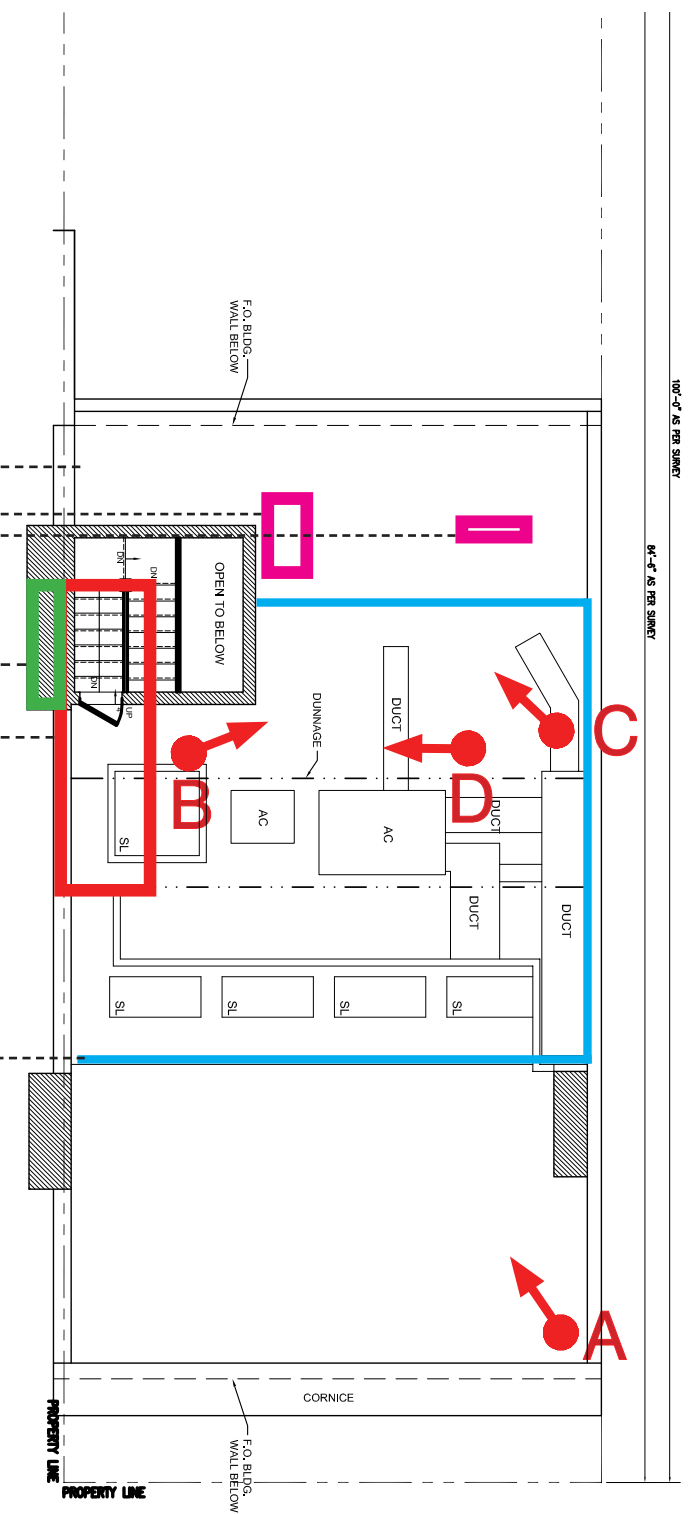 100'-0" AS PER SURVEY
84'-6" AS PER SURVEY
F.O. BLDG.
WALL BELOW
OPEN TO BELOW
DN
DN
DN
UP
DUNNAGE
DUCT
C
B
D
DUCT
AC
AC
SL
DUCT
DUCT
SL
SL
SL
SL
A
CORNICE
F.O. BLDG.
WALL BELOW
PROPERTY LINE
PROPERTY LINE